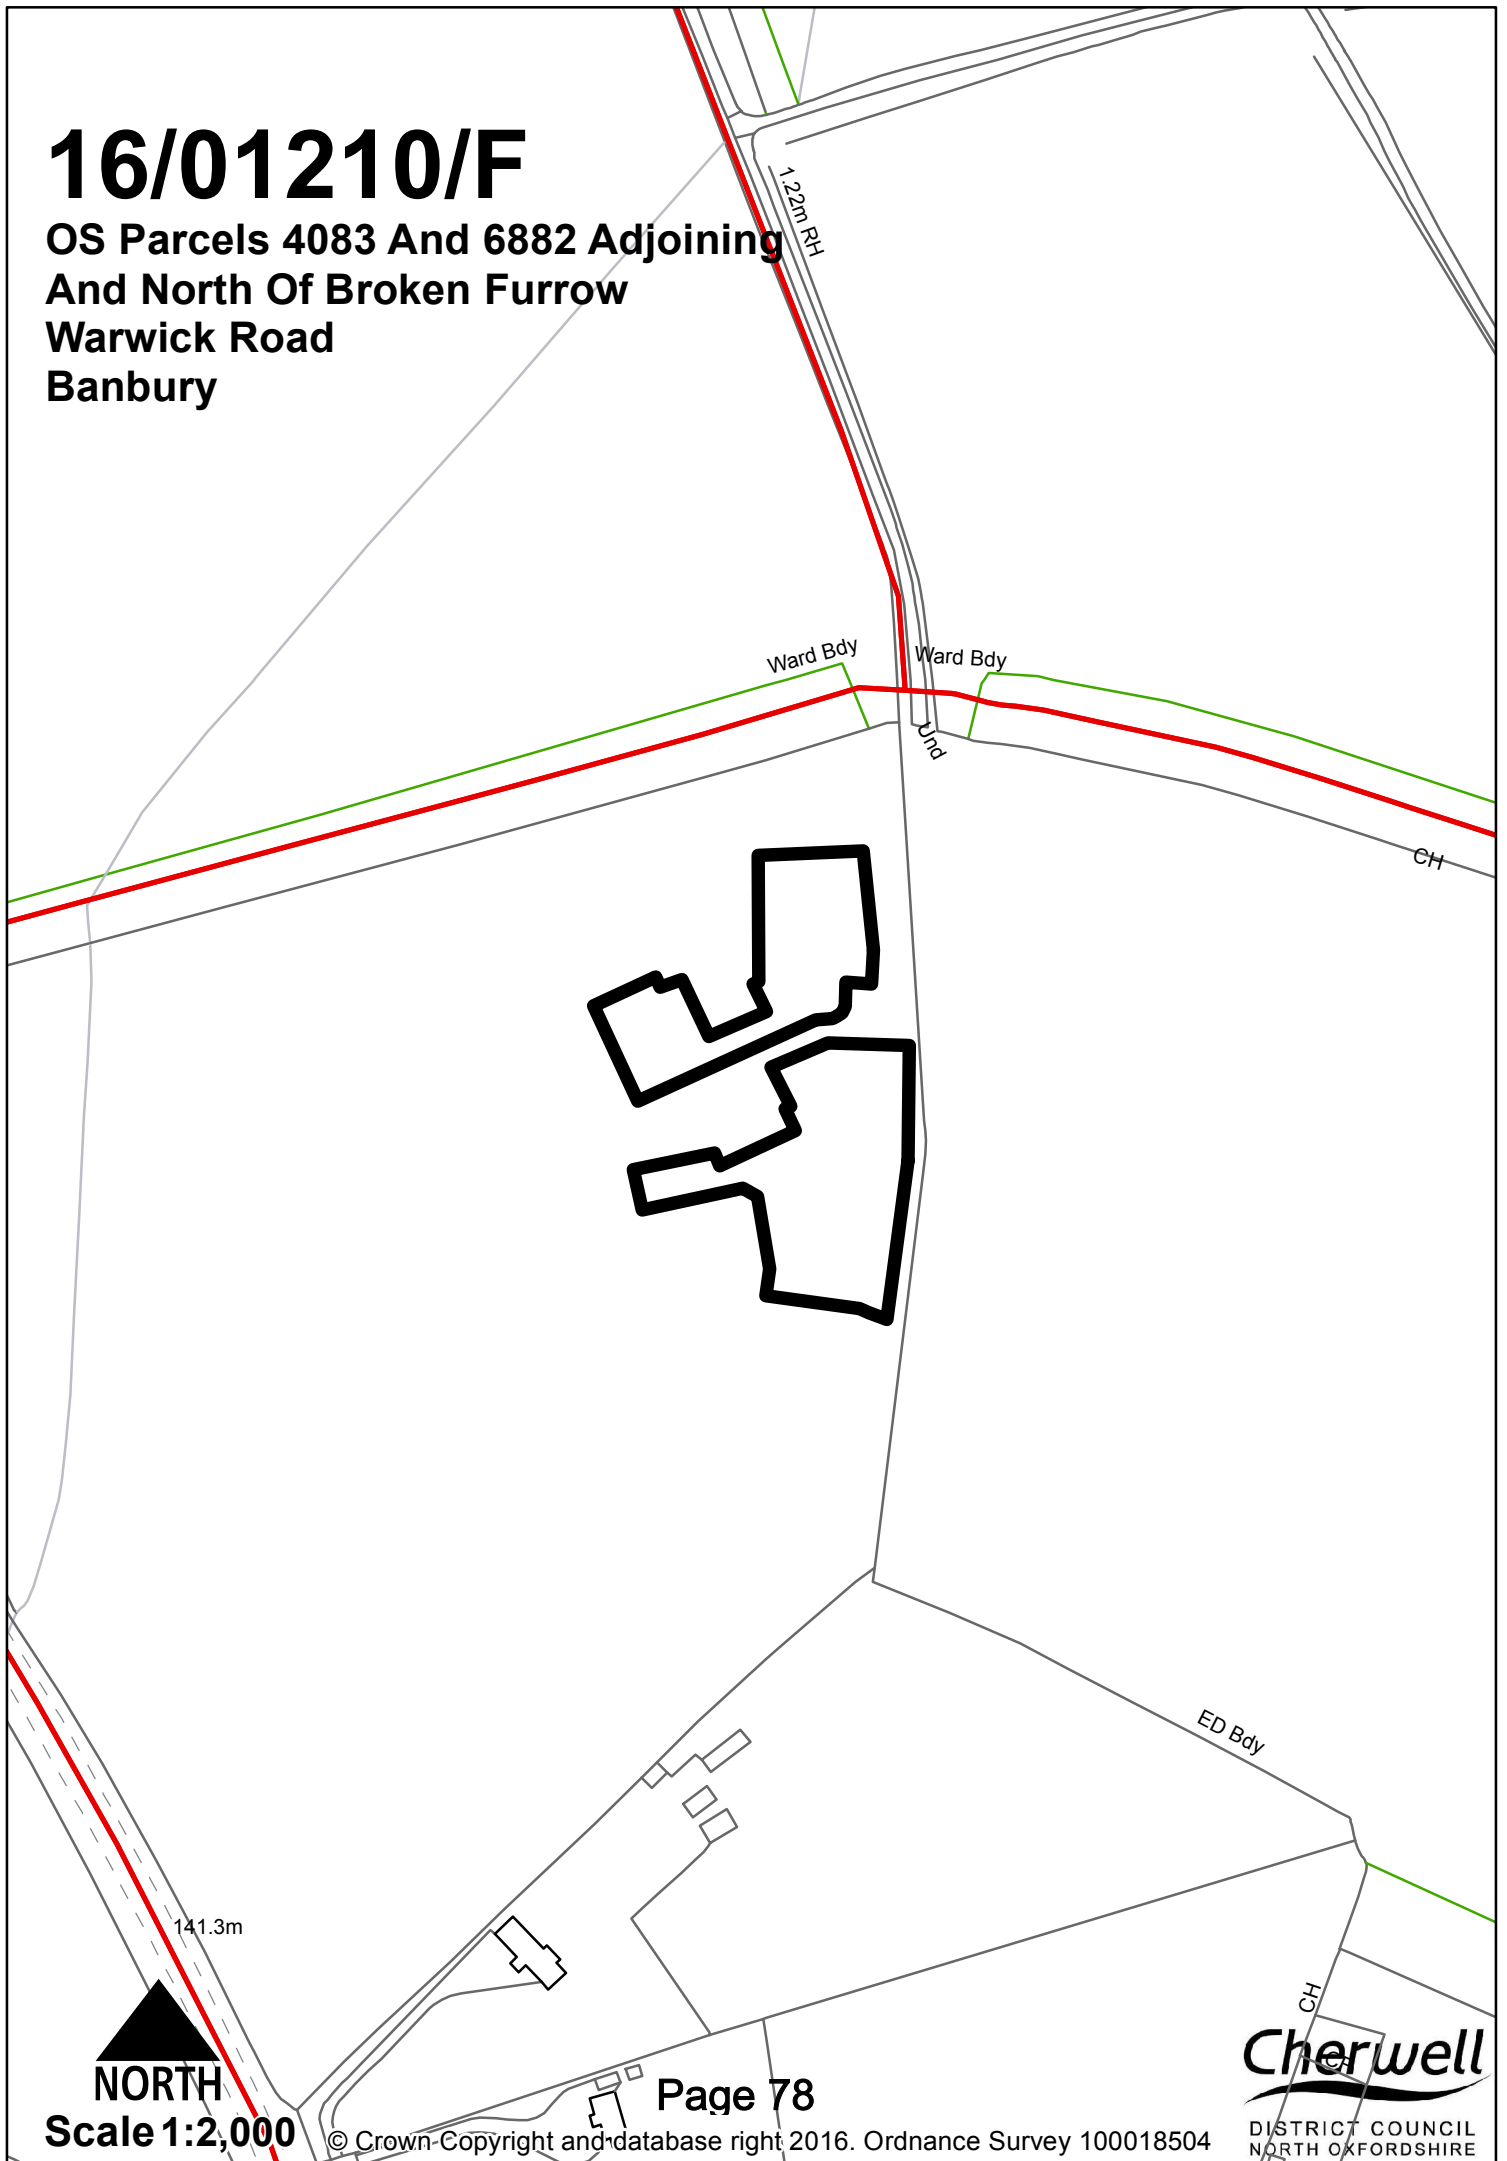 16/01210/F
OS Parcels 4083 And 6882 Adjoining
And North Of Broken Furrow
Warwick Road
Banbury
1.22m RH
Ward Bdy
Ward Bdy
Und
CH
ED Bdy
141.3m
CH
CR
NORTH
Scale 1:2,000
Page 78
© Crown Copyright and database right 2016. Ordnance Survey 100018504
Cherwell
DISTRICT COUNCIL
NORTH OXFORDSHIRE